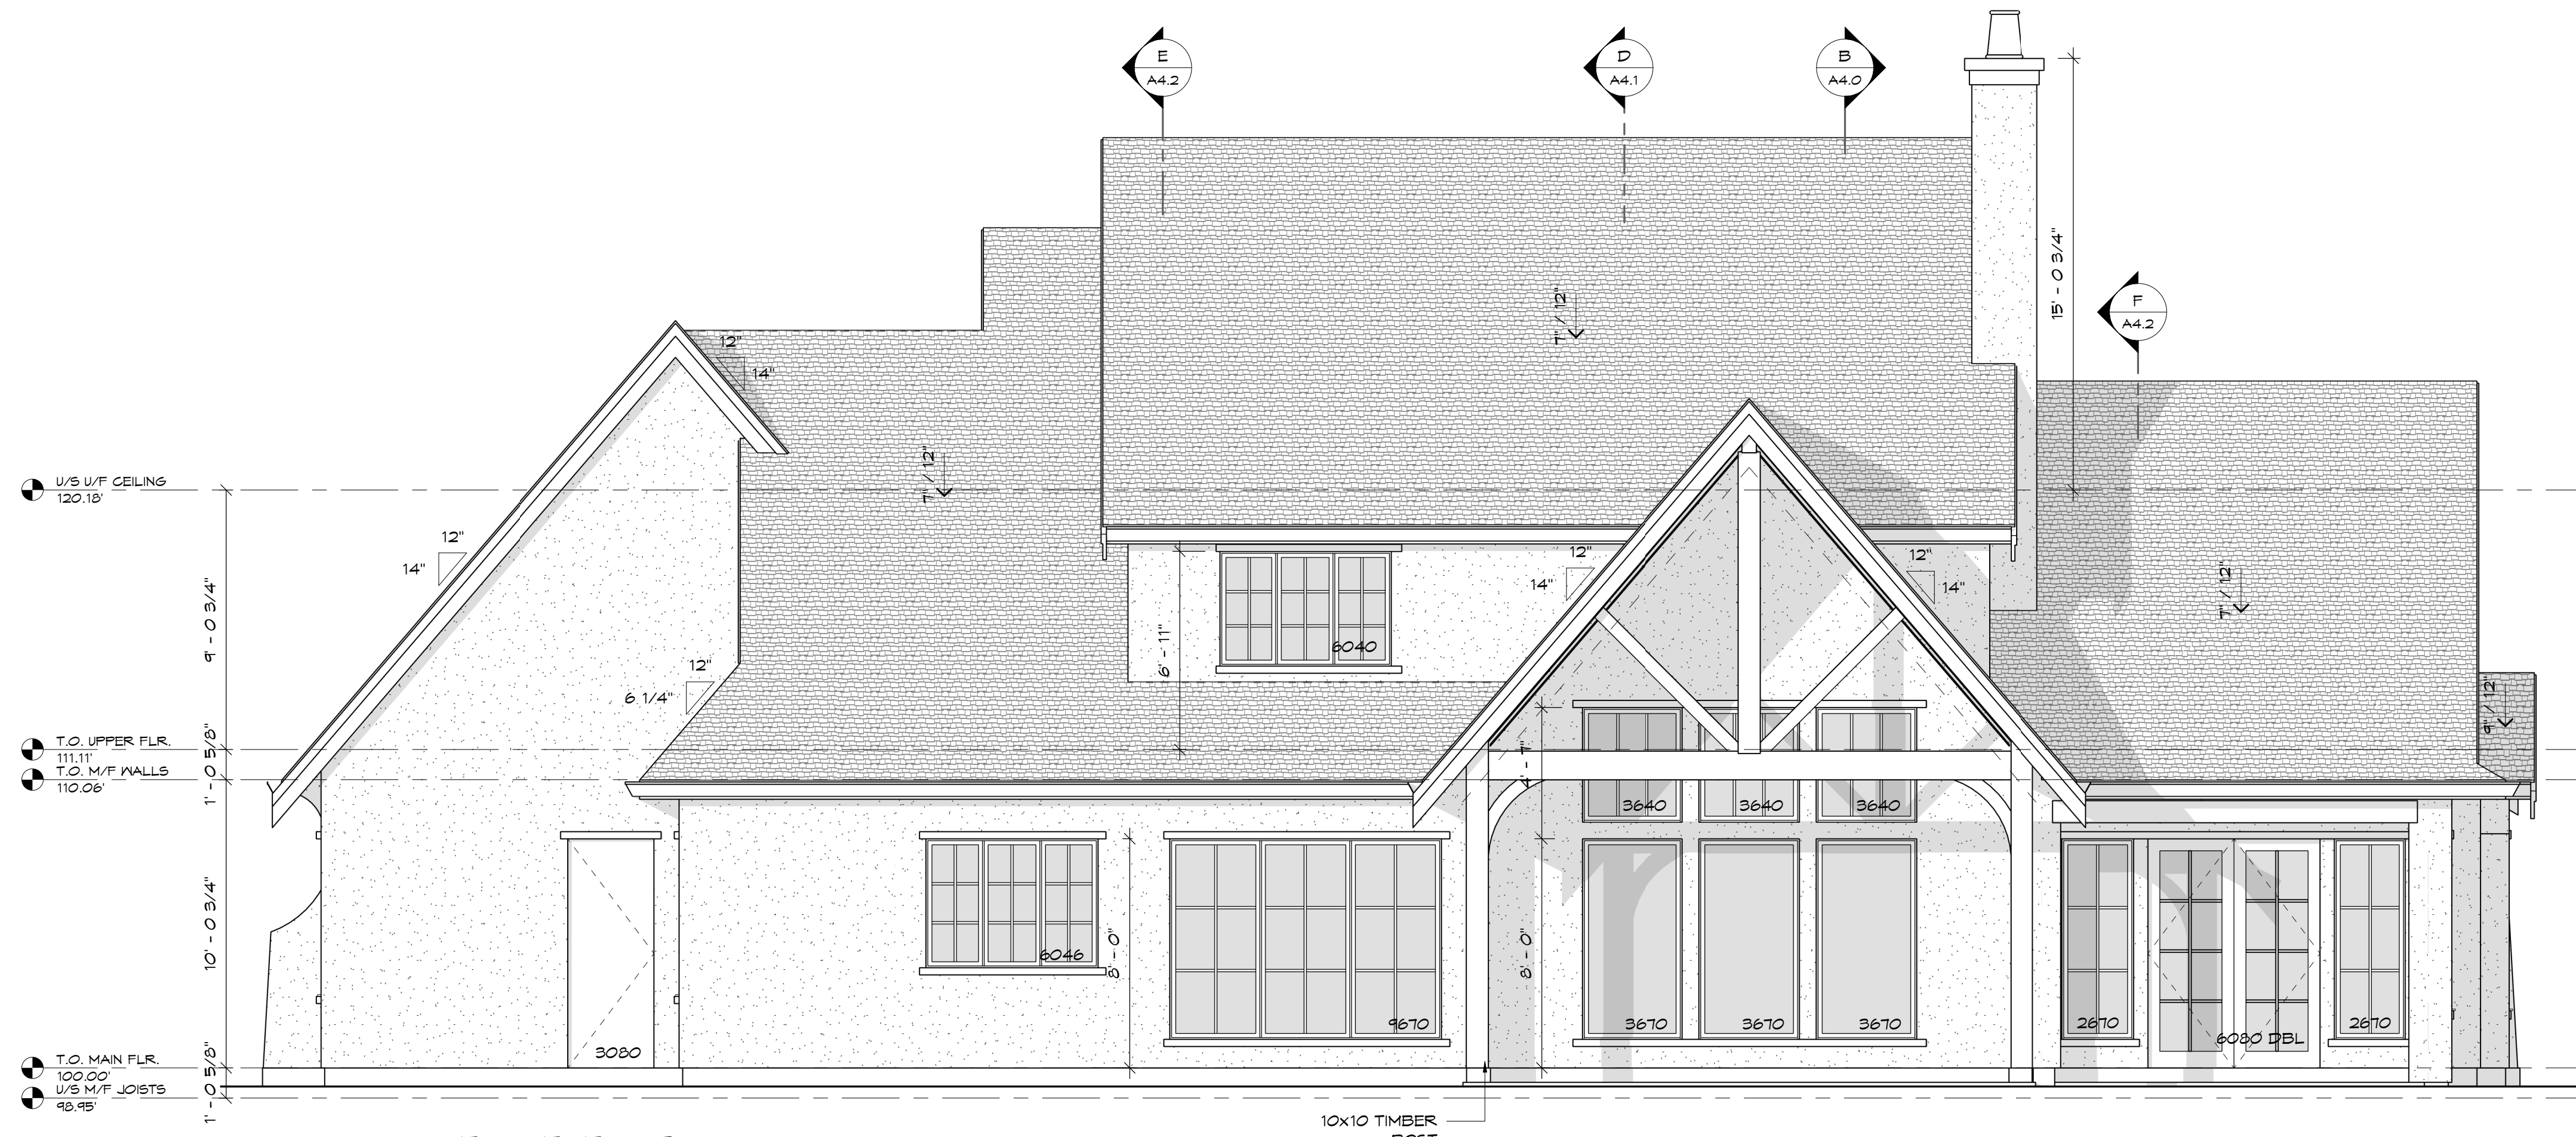 E
A4.2
D
A4.1
B
A4.0
15' - 0 3/4"
F
A4.2
7" / 12"
12"
14"
7" / 12"
U/S U/F CEILING
120.18'
12"
14"
9' - 0 3/4"
12"
14"
12"
14"
7" / 12"
6040
6' - 11"
12"
6 1/4"
9" / 12"
T.O. UPPER FLR.
111.11'
1' - 0 5/8"
T.O. M/F WALLS
110.06'
4' - 7"
3640
3640
3640
10' - 0 3/4"
6046
8' - 0"
8' - 0"
9670
3670
3670
3670
2670
6080 DBL
2670
3080
T.O. MAIN FLR.
100.00'
1' - 0 5/8"
U/S M/F JOISTS
98.95'
10x10 TIMBER
POST